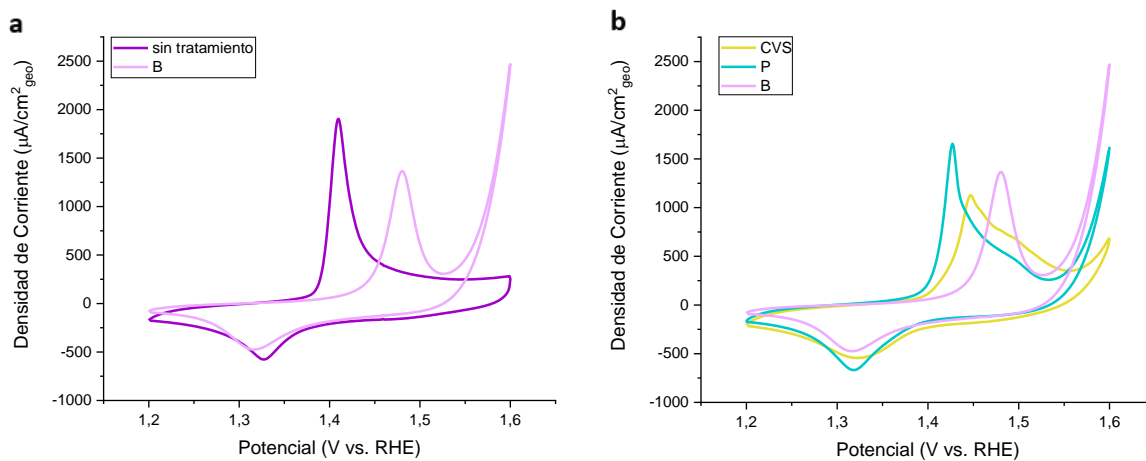 a
sin tratamiento
B
2500
2000
1500
1000
500
0
-500
-1000
1,2
1,3
1,4
1,5
1,6
Densidad de Corriente (μA/cm²geo)
Potencial (V vs. RHE)
b
CVS
P
B
2500
2000
1500
1000
500
0
-500
-1000
1,2
1,3
1,4
1,5
1,6
Densidad de Corriente (μA/cm²geo)
Potencial (V vs. RHE)